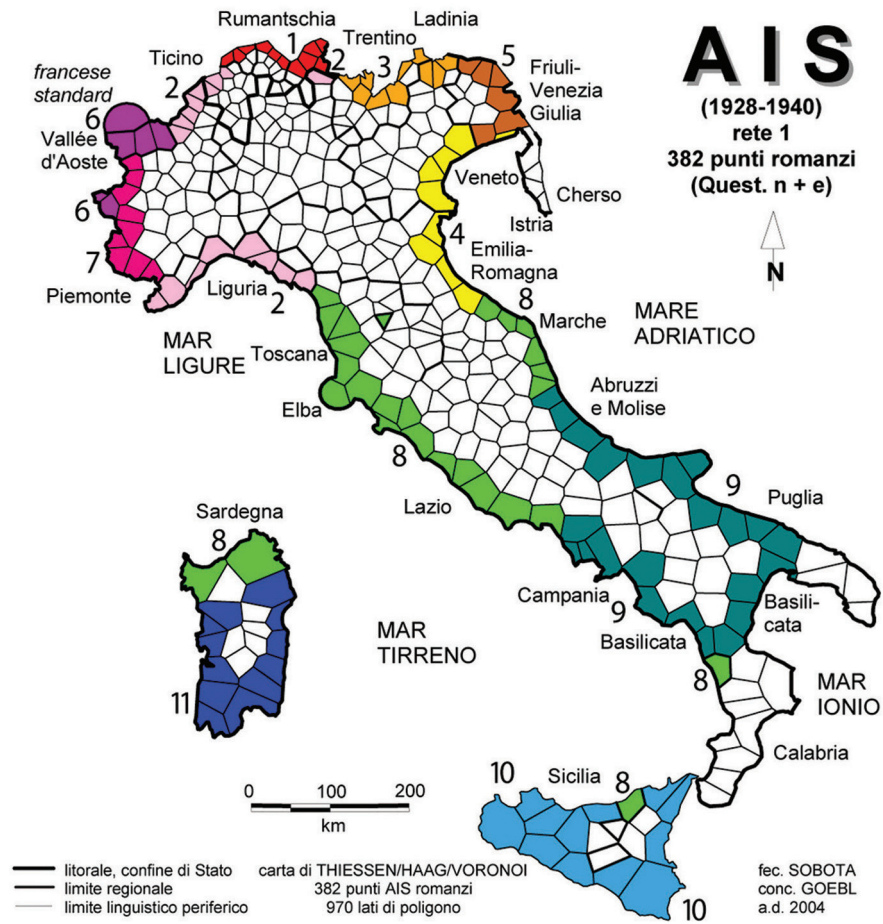 Rumantschia
Ladinia
Trentino
Ticino
1
2
3
5
francese
standard
2
Friuli-
Venezia
Giulia
A I S
(1928-1940)
rete 1
382 punti romanzi
(Quest. n + e)
6
Vallée
d'Aoste
Veneto
Cherso
Istria
N
6
4
Emilia-
Romagna
7
Piemonte
Liguria
2
8
Marche
MAR
LIGURE
MARE
ADRIATICO
Toscana
Abruzzi
e Molise
Elba
8
9
Puglia
Lazio
Sardegna
8
Campania
9
Basilicata
Basili-
cata
MAR
TIRRENO
8
11
MAR
IONIO
Calabria
0 100 200
km
10
Sicilia
8
10
litorale, confine di Stato
limite regionale
limite linguistico periferico
carta di THIESSEN/HAAG/VORONOI
382 punti AIS romanzi
970 lati di poligono
fec. SOBOTA
conc. GOEBL
a.d. 2004